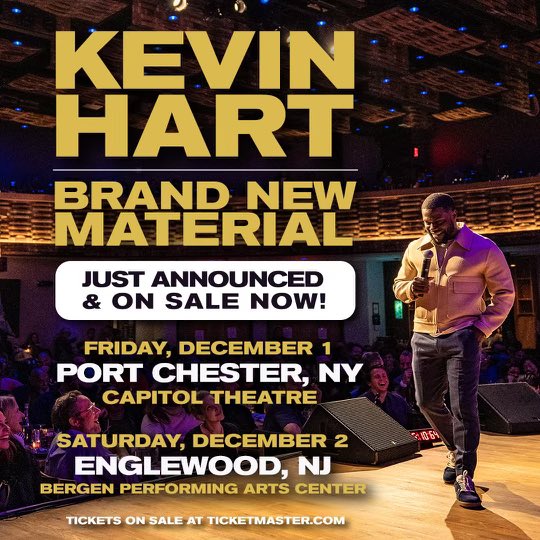 KEVIN
HART
BRAND NEW
MATERIAL
JUST ANNOUNCED
& ON SALE NOW!
FRIDAY, DECEMBER 1
PORT CHESTER, NY
CAPITOL THEATRE
SATURDAY, DECEMBER 2
ENGLEWOOD, NJ
BERGEN PERFORMING ARTS CENTER
TICKETS ON SALE AT TICKETMASTER.COM